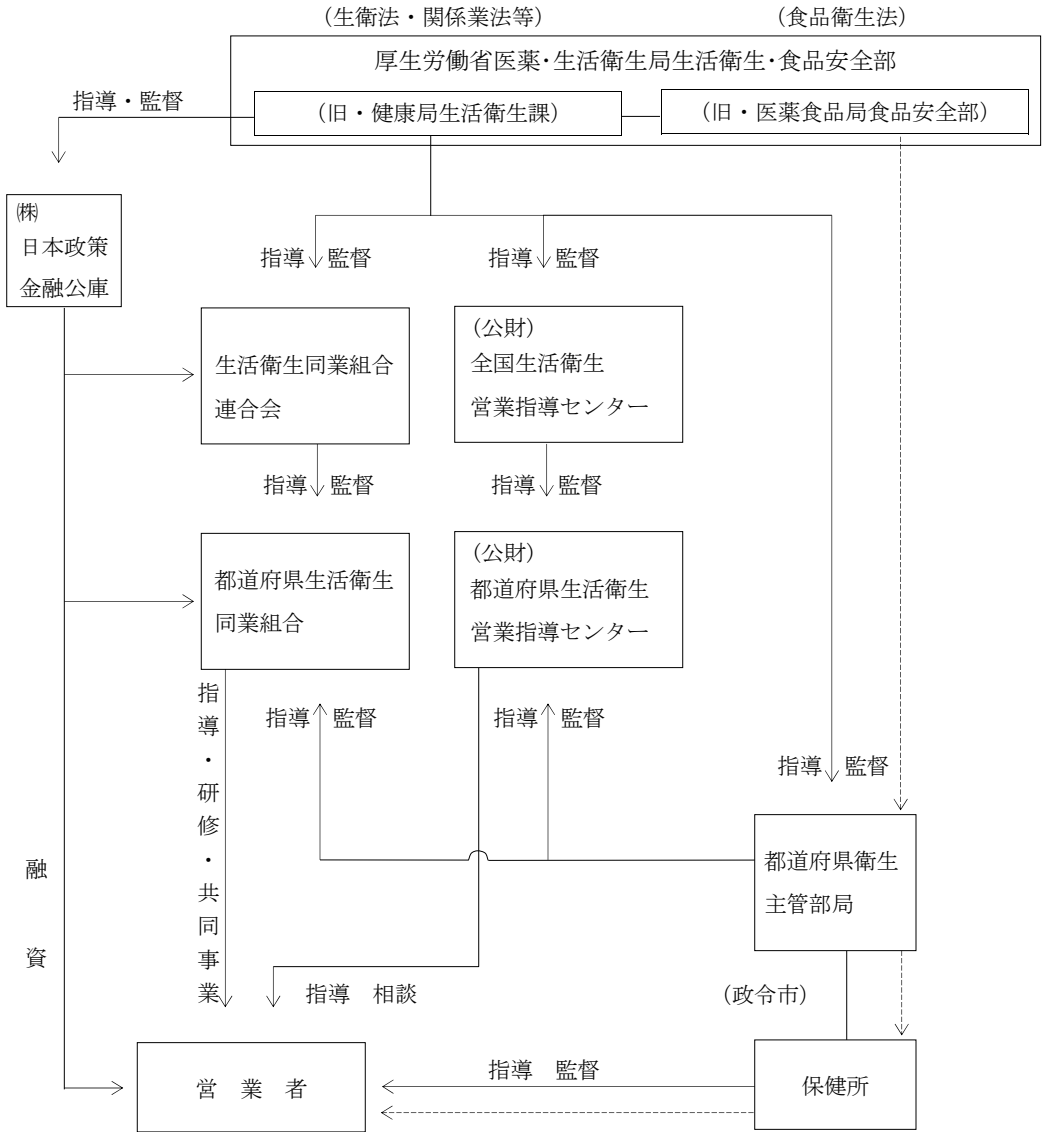 (生衛法・関係業法等)
(食品衛生法)
厚生労働省医薬・生活衛生局生活衛生・食品安全部
指導・監督
(旧・健康局生活衛生課)
(旧・医薬食品局食品安全部)
㈱
日本政策
金融公庫
指導 監督
指導 監督
生活衛生同業組合
連合会
(公財)
全国生活衛生
営業指導センター
指導 監督
指導 監督
都道府県生活衛生
同業組合
(公財)
都道府県生活衛生
営業指導センター
指導・研修・共同事業
指導 監督
指導 監督
指導 監督
融資
都道府県衛生
主管部局
指導 相談
(政令市)
営業者
指導 監督
保健所